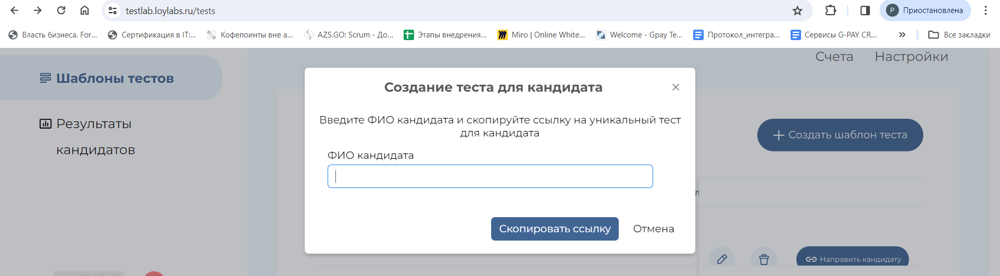 testlab.loylabs.ru/tests
P Приостановлена
Власть бизнеса. For... Сертификация в IT:... Кофепоинты вне а... AZS.GO: Scrum - До... Этапы внедрения... Miro | Online White... Welcome - Gpay Te... Протокол_интегра... Сервисы G-PAY CR... » Все закладки
Счета Настройки
Шаблоны тестов
Результаты
кандидатов
Создание теста для кандидата
Введите ФИО кандидата и скопируйте ссылку на уникальный тест
для кандидата
ФИО кандидата
Скопировать ссылку Отмена
+ Создать шаблон теста
Направить кандидату